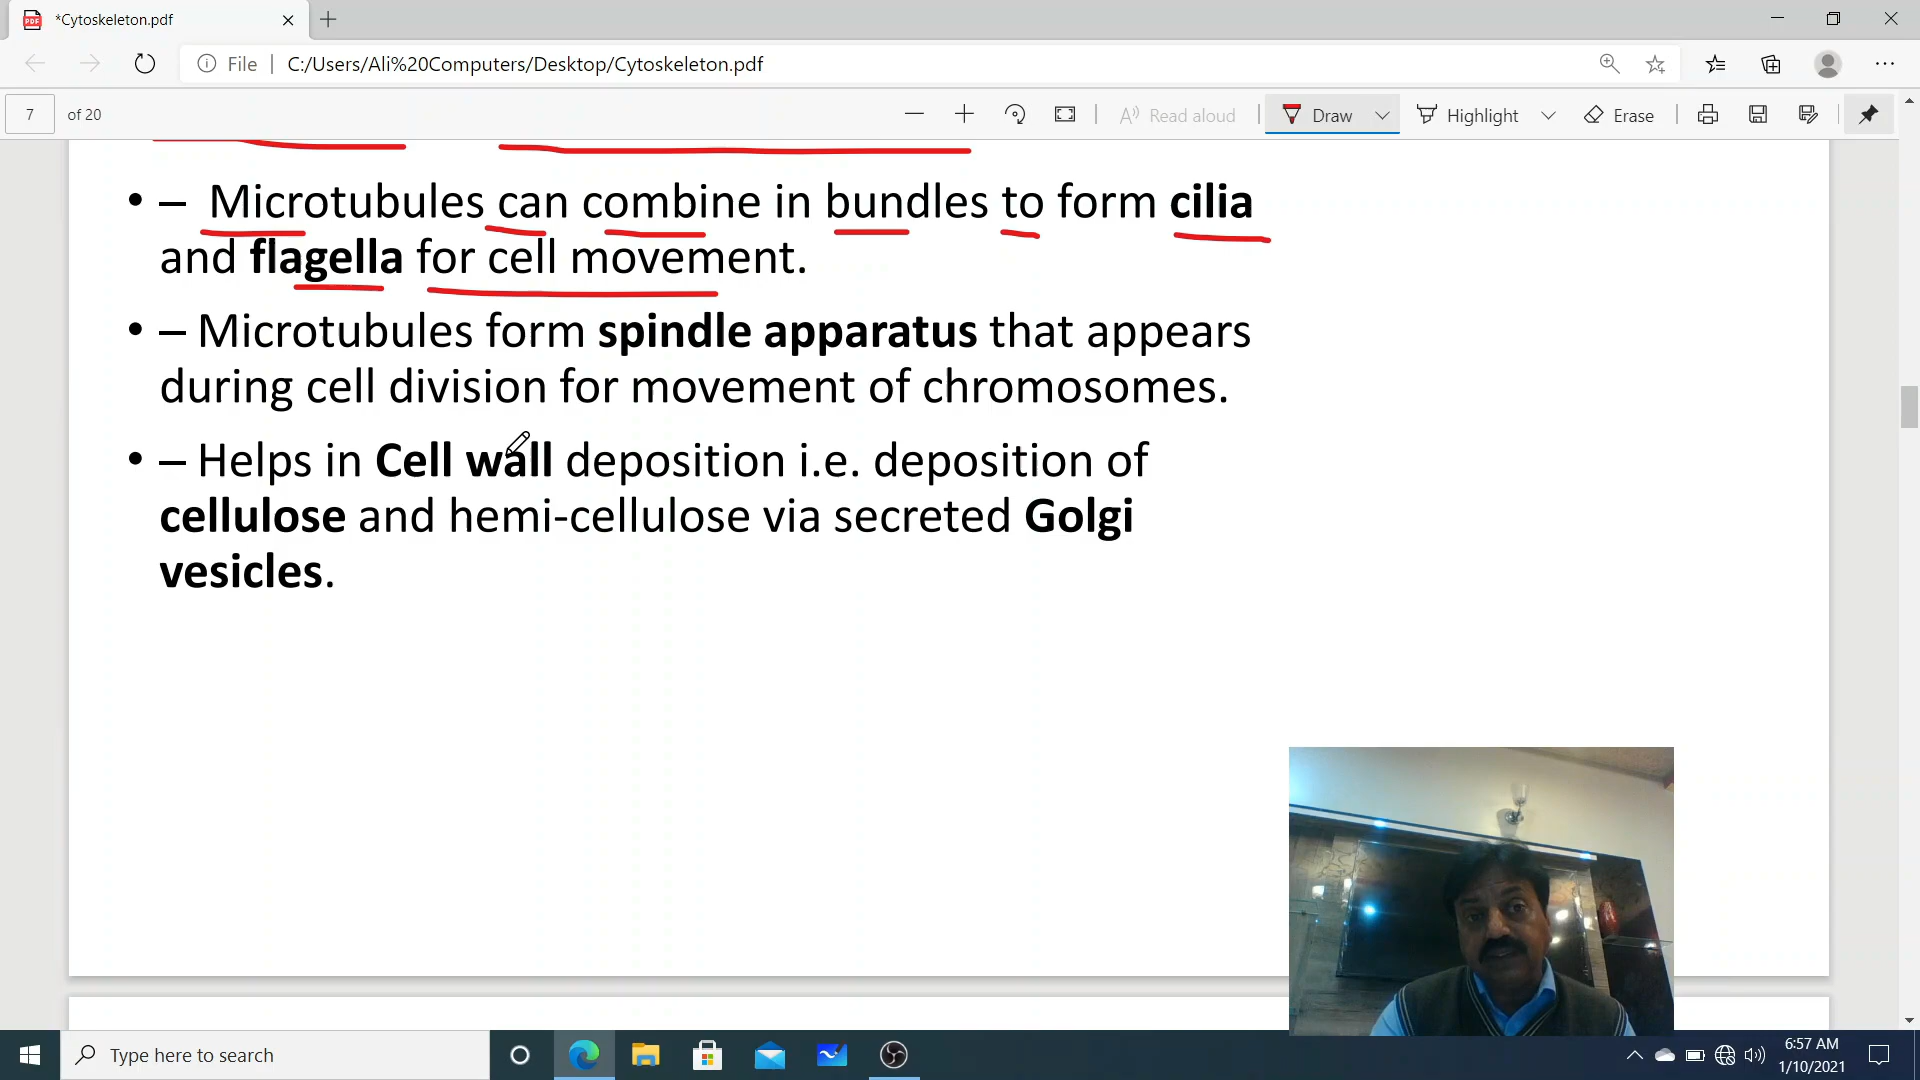 *Cytoskeleton.pdf
File
C:/Users/Ali%20Computers/Desktop/Cytoskeleton.pdf
7 of 20
Read aloud
Draw
Highlight
Erase
• – Microtubules can combine in bundles to form cilia
and flagella for cell movement.
• – Microtubules form spindle apparatus that appears
during cell division for movement of chromosomes.
• – Helps in Cell wall deposition i.e. deposition of
cellulose and hemi-cellulose via secreted Golgi
vesicles.
Type here to search
6:57 AM
1/10/2021